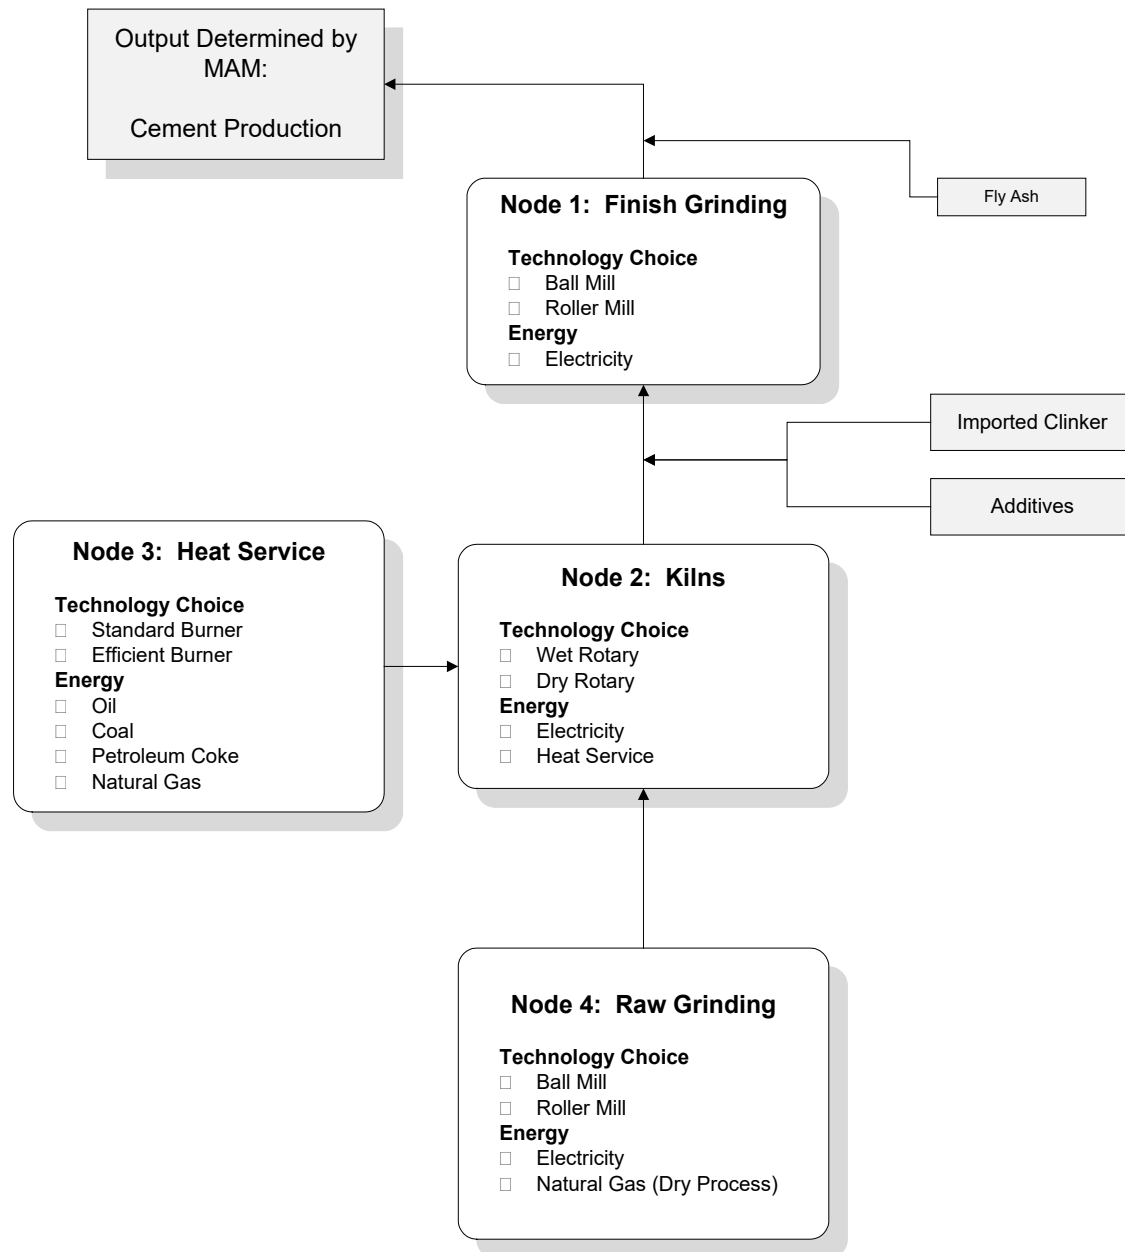 Output Determined by
MAM:
Cement Production
Node 1: Finish Grinding
Technology Choice
Ball Mill
Roller Mill
Energy
Electricity
Fly Ash
Imported Clinker
Additives
Node 3: Heat Service
Technology Choice
Standard Burner
Efficient Burner
Energy
Oil
Coal
Petroleum Coke
Natural Gas
Node 2: Kilns
Technology Choice
Wet Rotary
Dry Rotary
Energy
Electricity
Heat Service
Node 4: Raw Grinding
Technology Choice
Ball Mill
Roller Mill
Energy
Electricity
Natural Gas (Dry Process)